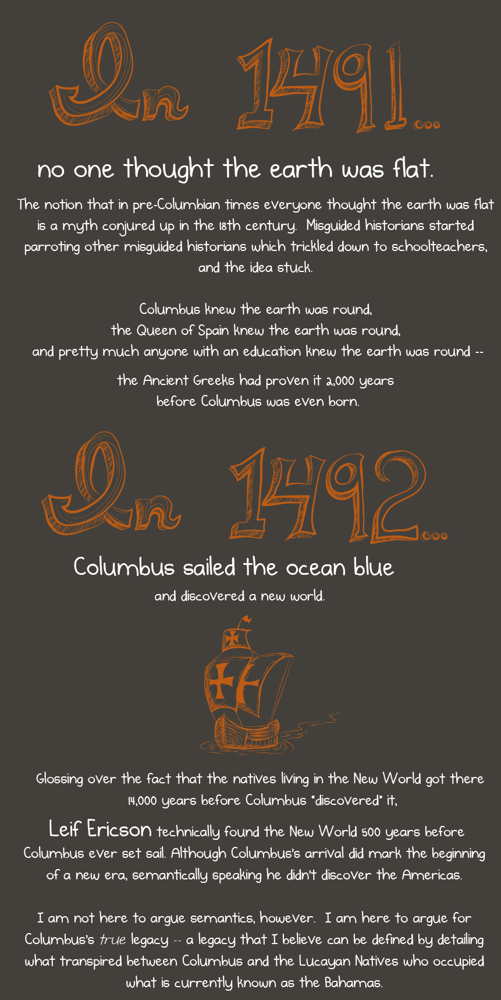 In 1491...
no one thought the earth was flat.
The notion that in pre-Columbian times everyone thought the earth was flat
is a myth conjured up in the 18th century. Misguided historians started
parroting other misguided historians which trickled down to schoolteachers,
and the idea stuck.
Columbus knew the earth was round,
the Queen of Spain knew the earth was round,
and pretty much anyone with an education knew the earth was round --
the Ancient Greeks had proven it 2,000 years
before Columbus was even born.
In 1492...
Columbus sailed the ocean blue
and discovered a new world.
Glossing over the fact that the natives living in the New World got there
14,000 years before Columbus "discovered" it,
Leif Ericson technically found the New World 500 years before
Columbus ever set sail. Although Columbus's arrival did mark the beginning
of a new era, semantically speaking he didn't discover the Americas.
I am not here to argue semantics, however. I am here to argue for
Columbus's true legacy -- a legacy that I believe can be defined by detailing
what transpired between Columbus and the Lucayan Natives who occupied
what is currently known as the Bahamas.